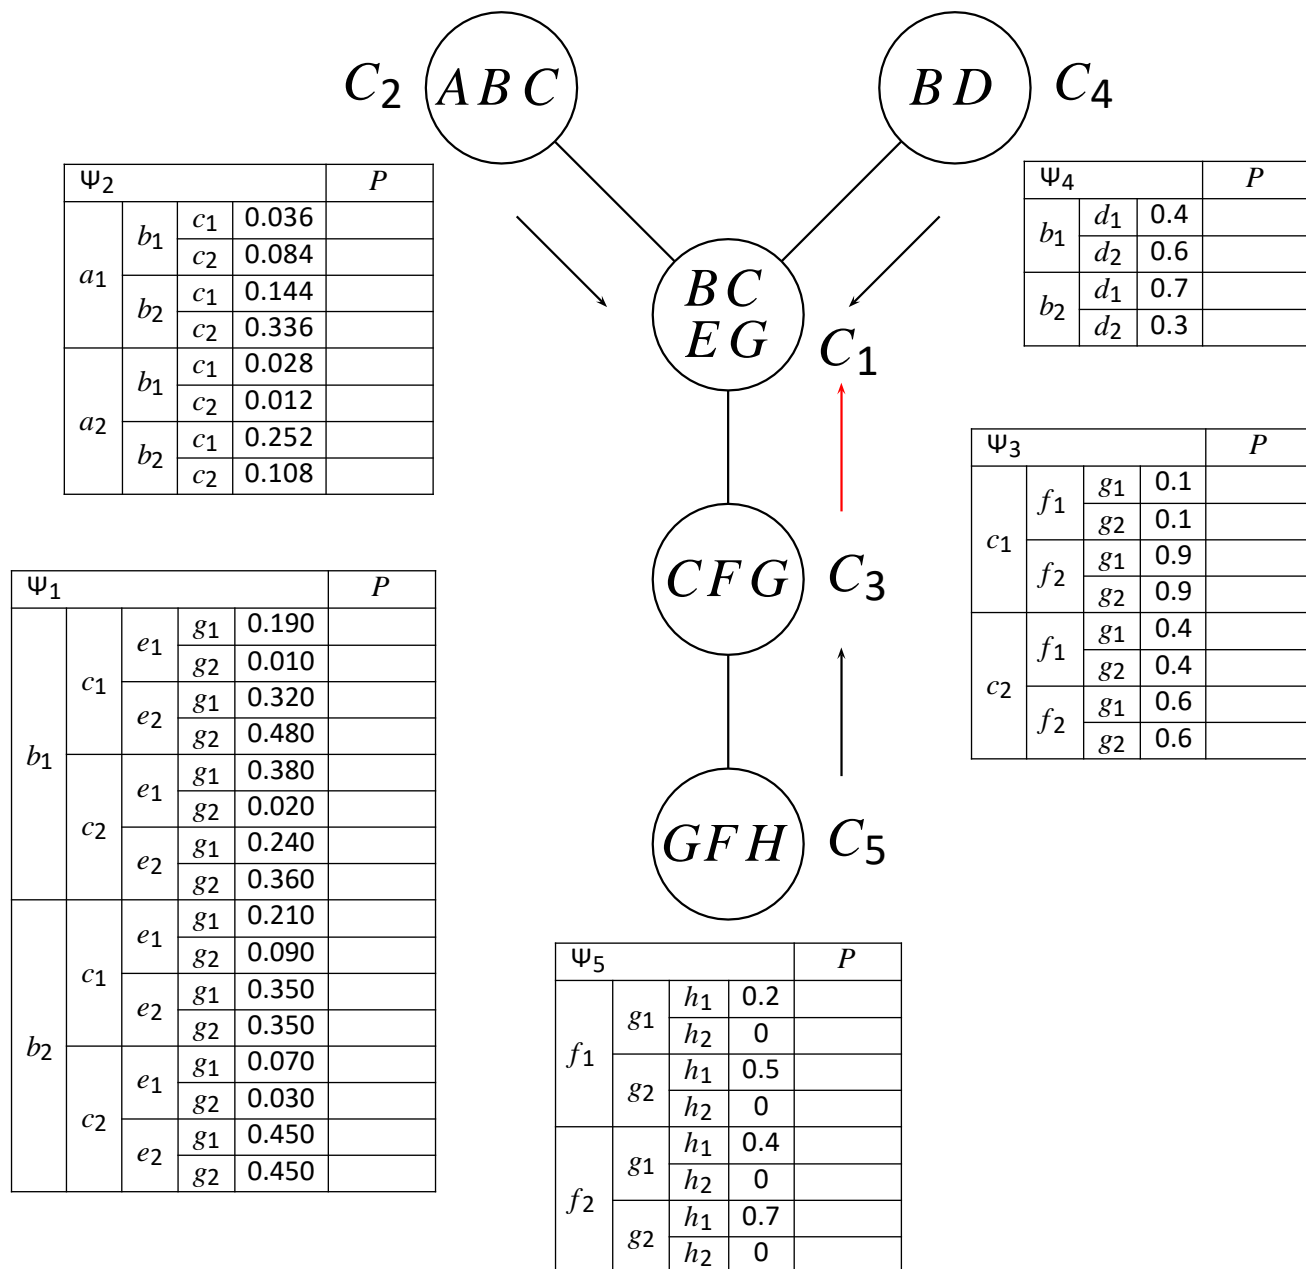 C2 A B C
B D C4
Ψ2 P
a1 b1 c1 0.036
c2 0.084
b2 c1 0.144
c2 0.336
a2 b1 c1 0.028
c2 0.012
b2 c1 0.252
c2 0.108
Ψ4 P
b1 d1 0.4
d2 0.6
b2 d1 0.7
d2 0.3
B C
E G C1
Ψ3 P
c1 f1 g1 0.1
g2 0.1
f2 g1 0.9
g2 0.9
c2 f1 g1 0.4
g2 0.4
f2 g1 0.6
g2 0.6
C F G C3
Ψ1 P
b1 c1 e1 g1 0.190
g2 0.010
e2 g1 0.320
g2 0.480
c2 e1 g1 0.380
g2 0.020
e2 g1 0.240
g2 0.360
b2 c1 e1 g1 0.210
g2 0.090
e2 g1 0.350
g2 0.350
c2 e1 g1 0.070
g2 0.030
e2 g1 0.450
g2 0.450
G F H C5
Ψ5 P
f1 g1 h1 0.2
h2 0
g2 h1 0.5
h2 0
f2 g1 h1 0.4
h2 0
g2 h1 0.7
h2 0